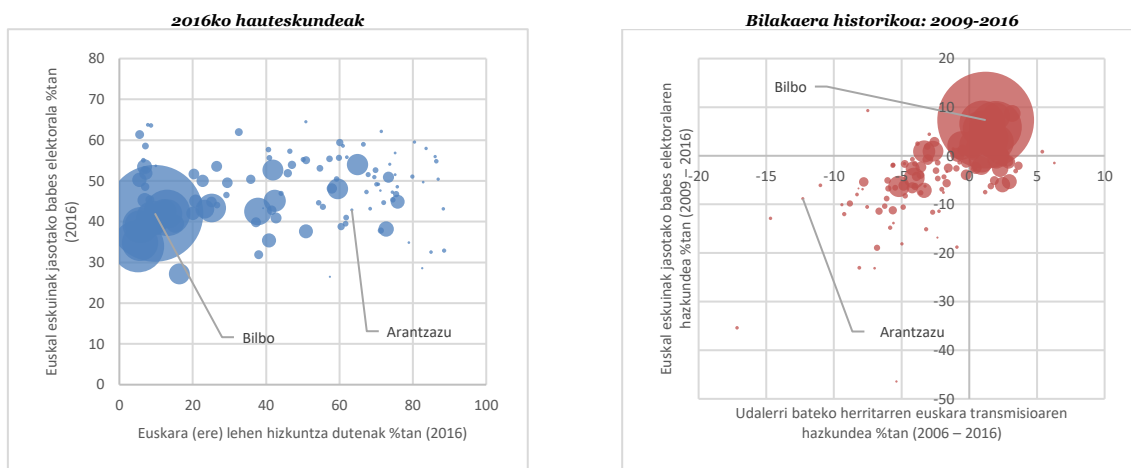 2016ko hauteskundeak
Euskal eskuinak jasotako babes elektorala %tan
(2016)
80
70
60
50
40
30
20
10
0
Bilbo
Arantzazu
0 20 40 60 80 100
Euskara (ere) lehen hizkuntza dutenak %tan (2016)
Bilakaera historikoa: 2009-2016
Euskal eskuinak jasotako babes elektoralaren
hazkundea %tan (2009 – 2016)
20
10
0
-10
-20
-30
-40
-50
Bilbo
Arantzazu
-20 -15 -10 -5 0 5 10
Udalerri bateko herritarren euskara transmisioaren
hazkundea %tan (2006 – 2016)